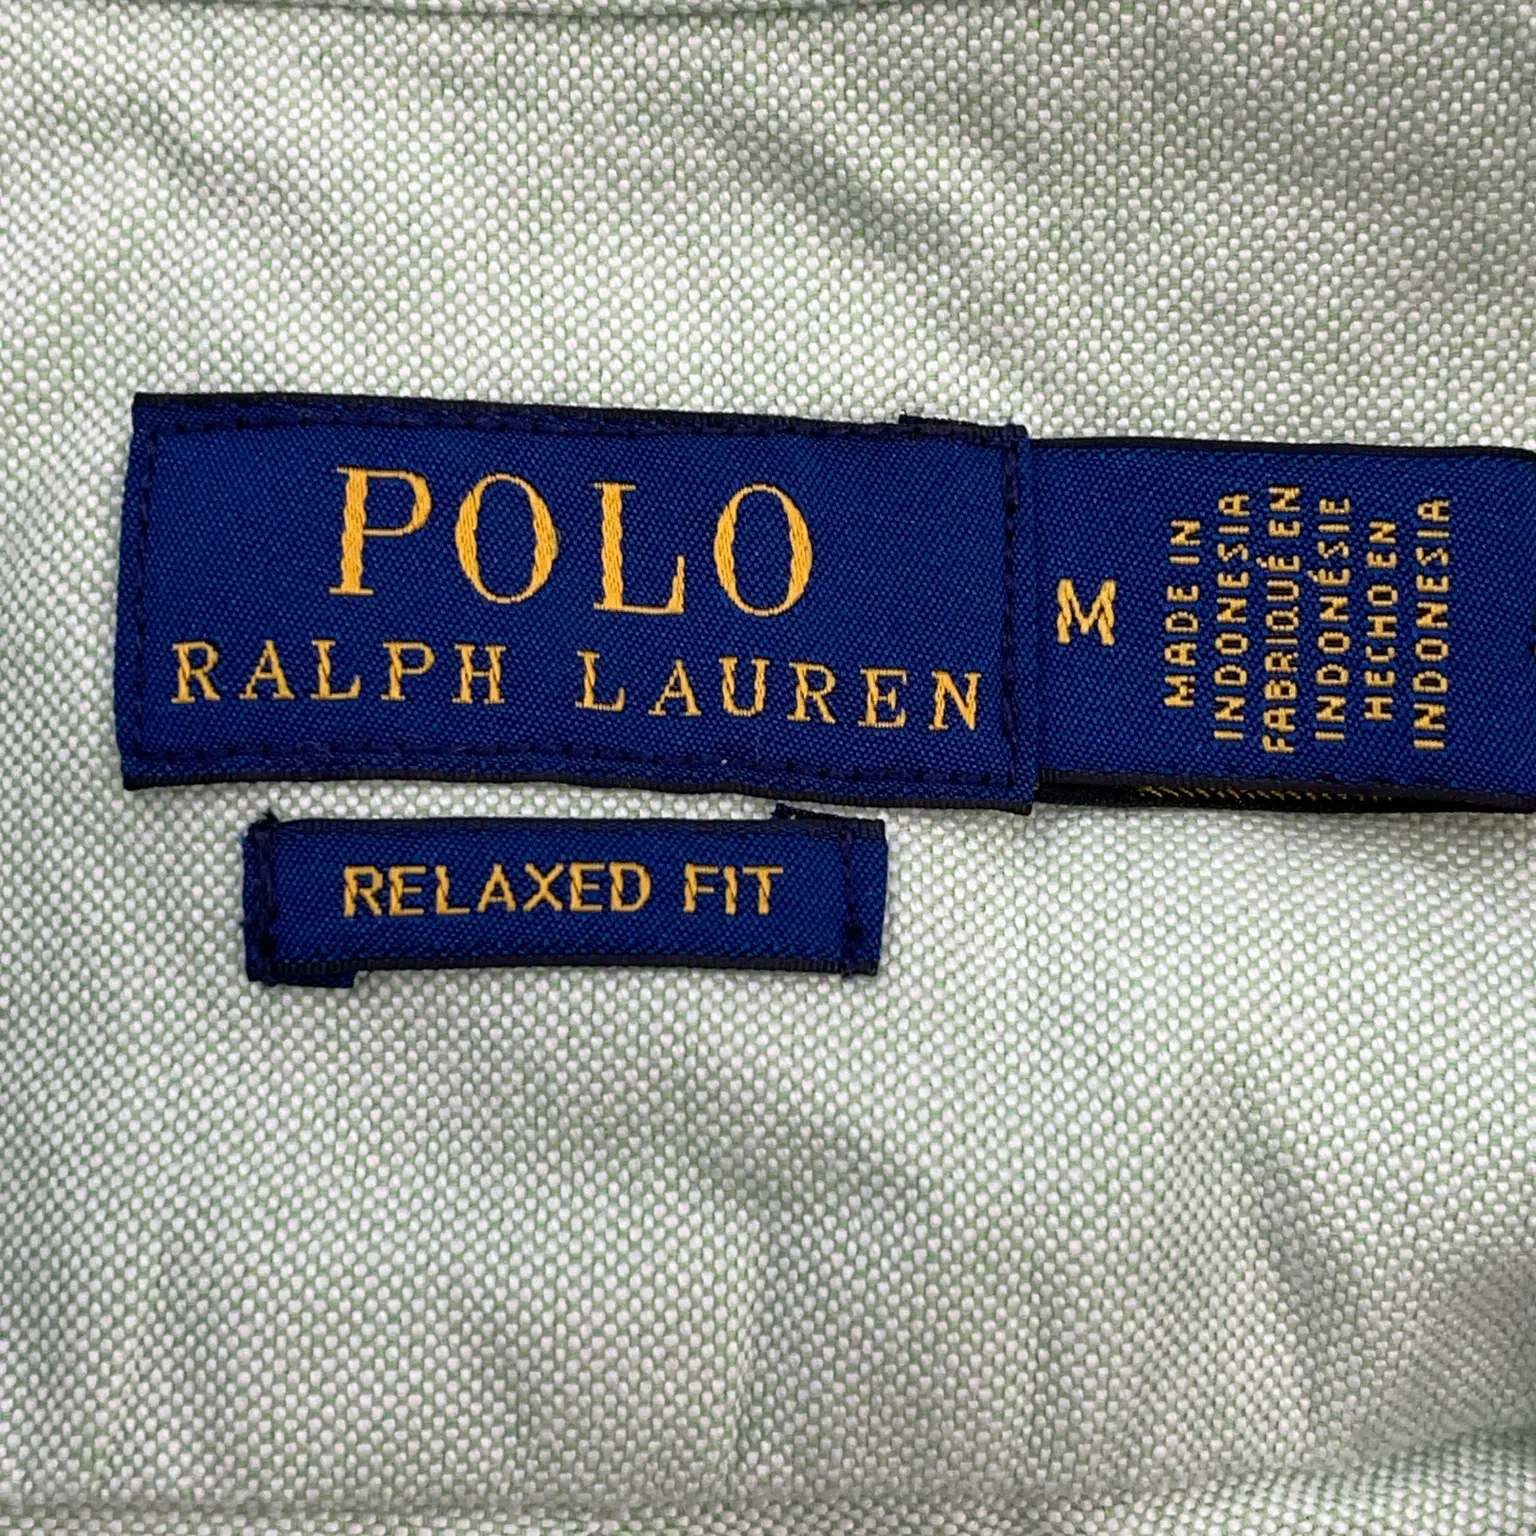 POLO
RALPH LAUREN
M
MADE IN
INDONESIA
FABRIQUÉ EN
INDONÉSIE
HECHO EN
INDONESIA
RELAXED FIT